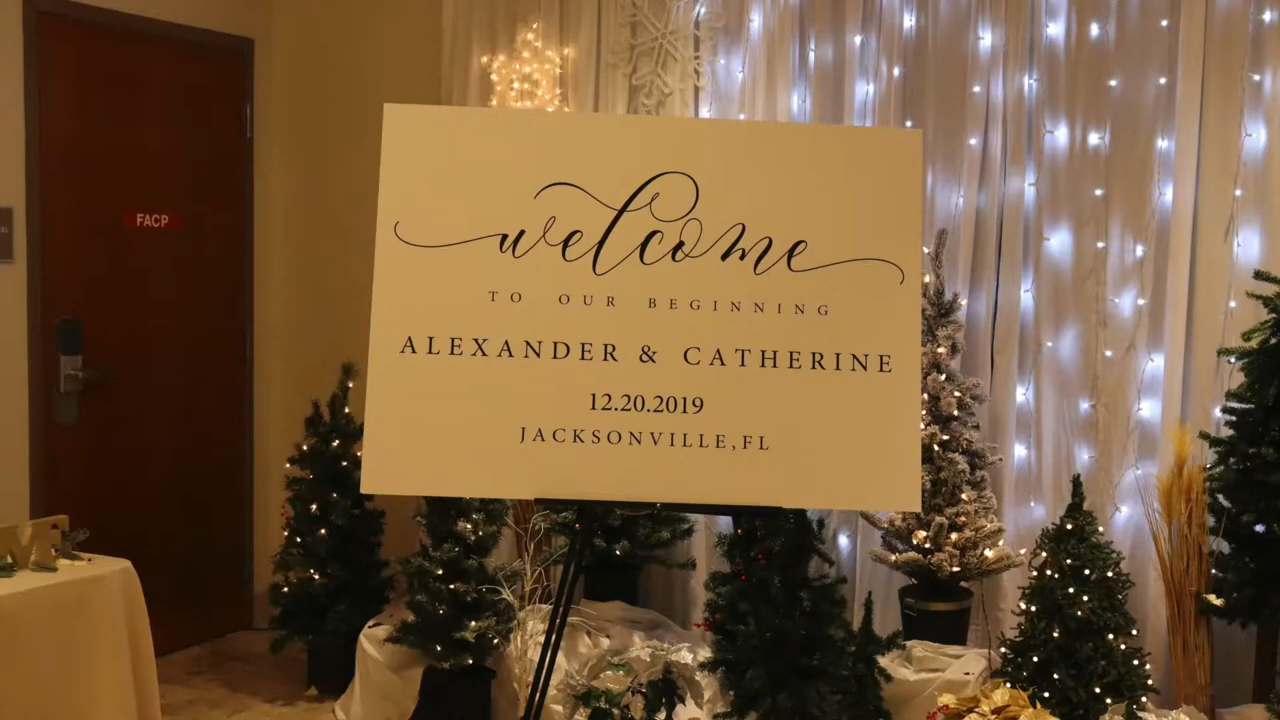 FACP
welcome
TO OUR BEGINNING
ALEXANDER & CATHERINE
12.20.2019
JACKSONVILLE,FL